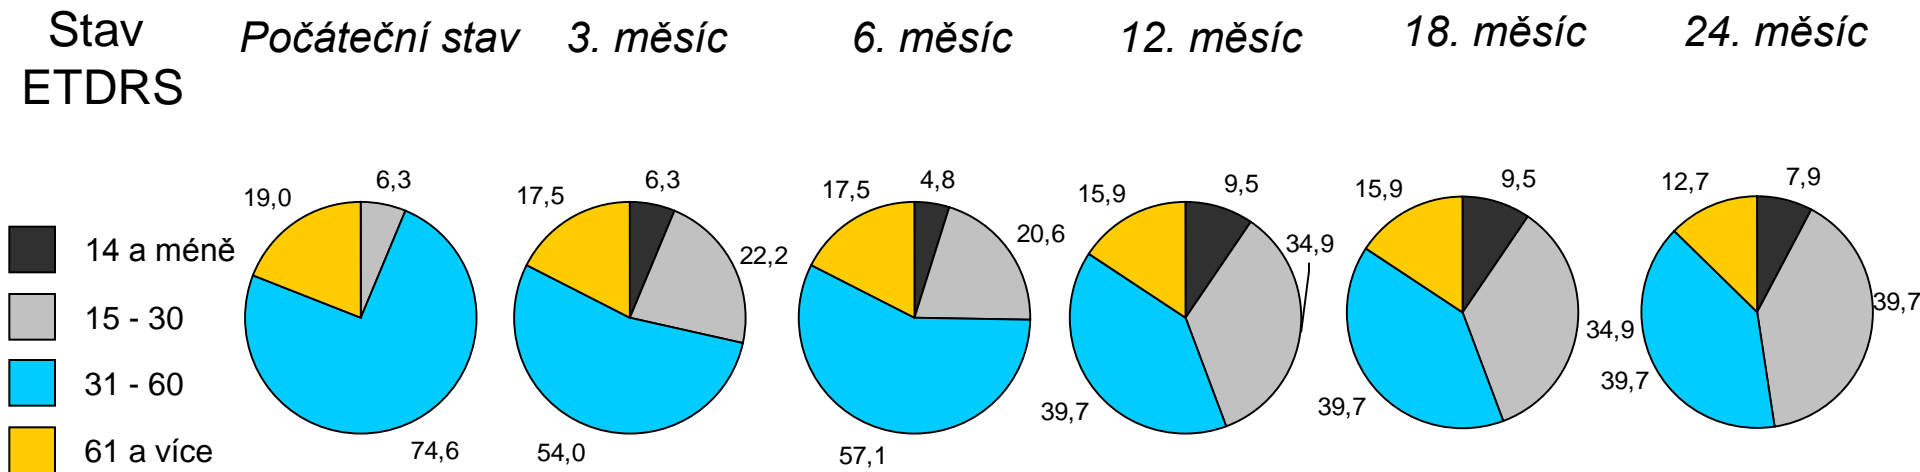 Stav
ETDRS
Počáteční stav
3. měsíc
6. měsíc
12. měsíc
18. měsíc
24. měsíc
14 a méně
15 - 30
31 - 60
61 a více
19,0
6,3
74,6
17,5
6,3
22,2
54,0
17,5
4,8
20,6
57,1
15,9
9,5
34,9
39,7
15,9
9,5
34,9
39,7
12,7
7,9
39,7
39,7